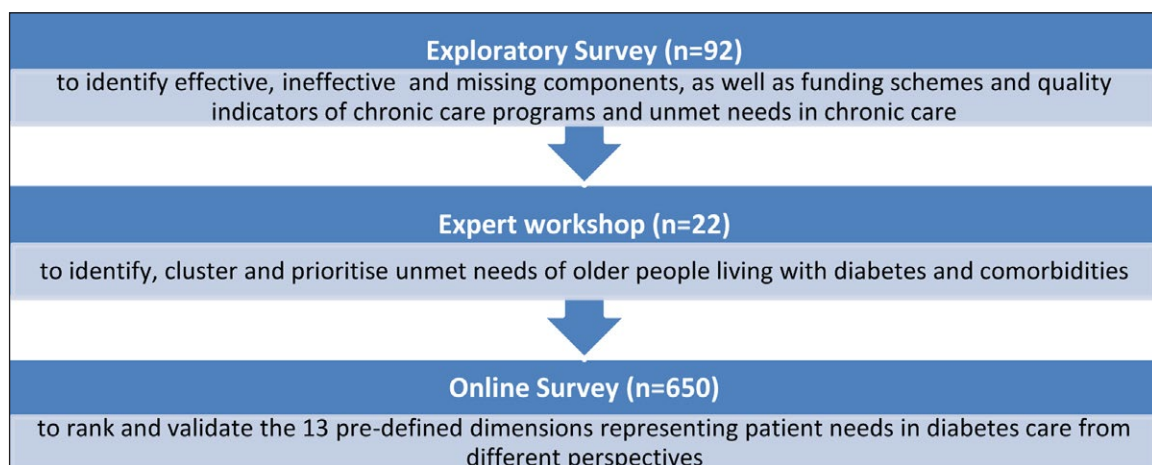 Exploratory Survey (n=92)
to identify effective, ineffective and missing components, as well as funding schemes and quality
indicators of chronic care programs and unmet needs in chronic care
Expert workshop (n=22)
to identify, cluster and prioritise unmet needs of older people living with diabetes and comorbidities
Online Survey (n=650)
to rank and validate the 13 pre-defined dimensions representing patient needs in diabetes care from
different perspectives